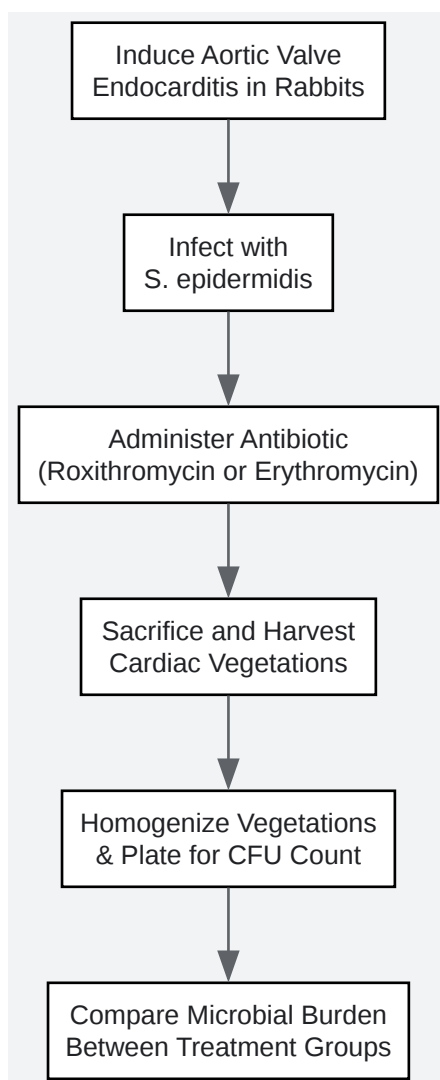 Induce Aortic Valve
Endocarditis in Rabbits
Infect with
S. epidermidis
Administer Antibiotic
(Roxithromycin or Erythromycin)
Sacrifice and Harvest
Cardiac Vegetations
Homogenize Vegetations
& Plate for CFU Count
Compare Microbial Burden
Between Treatment Groups